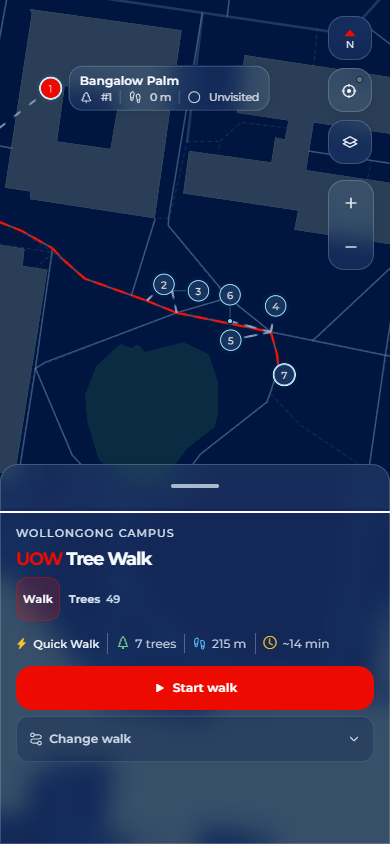 N
1
Bangalow Palm
#1 0 m Unvisited
+
−
2
3
6
4
5
7
WOLLONGONG CAMPUS
UOW Tree Walk
Walk Trees 49
Quick Walk 7 trees 215 m ~14 min
Start walk
Change walk